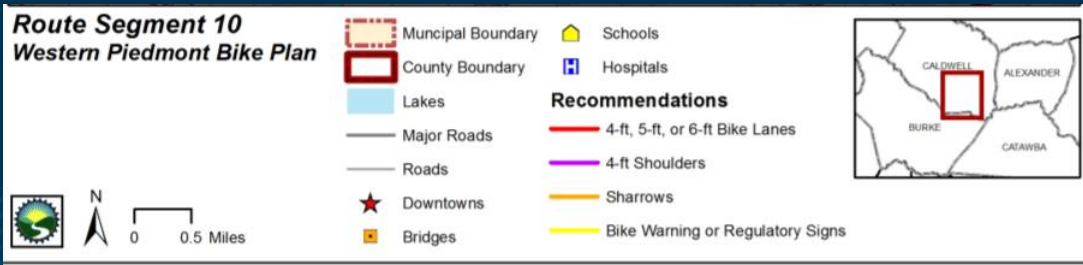 Route Segment 10
Western Piedmont Bike Plan
N
0 0.5 Miles
Muncipal Boundary
County Boundary
Lakes
Major Roads
Roads
Downtowns
Bridges
Schools
H Hospitals
Recommendations
4-ft, 5-ft, or 6-ft Bike Lanes
4-ft Shoulders
Sharrows
Bike Warning or Regulatory Signs
CALDWELL
ALEXANDER
BURKE
CATAWBA